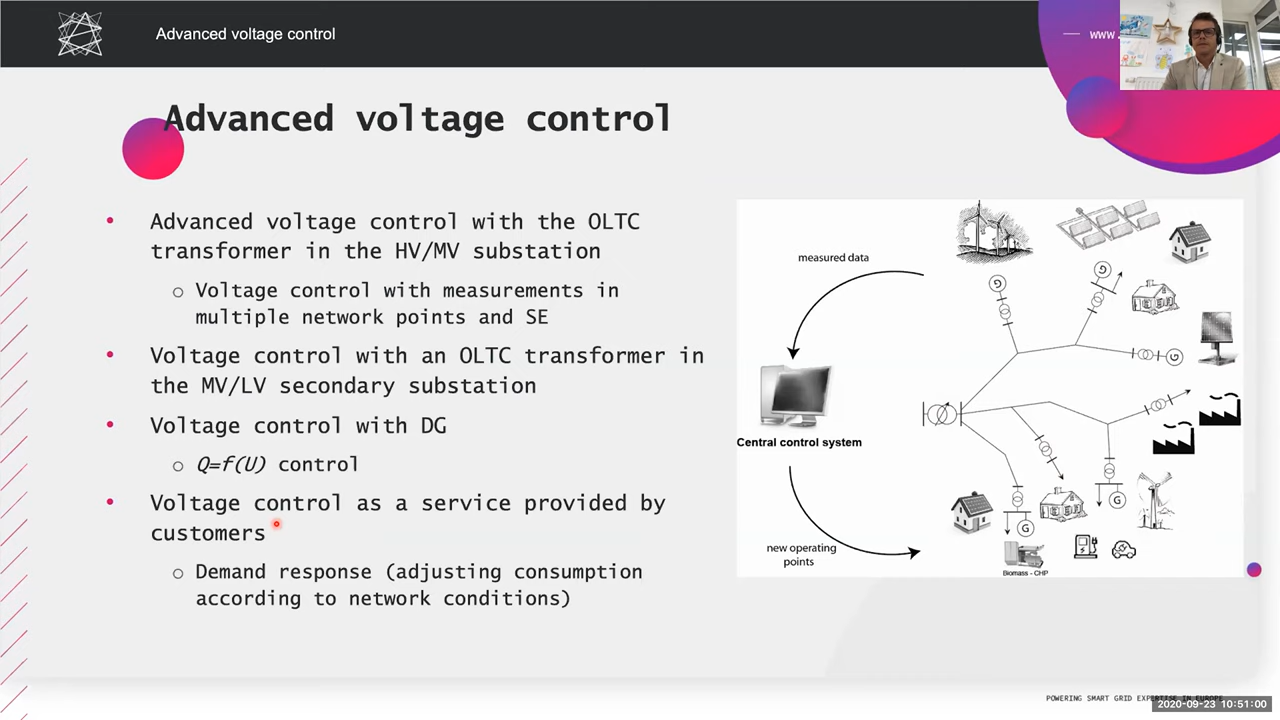 Advanced voltage control
www.
Advanced voltage control
• Advanced voltage control with the OLTC
transformer in the HV/MV substation
o Voltage control with measurements in
multiple network points and SE
• Voltage control with an OLTC transformer in
the MV/LV secondary substation
• Voltage control with DG
o Q=f(U) control
• Voltage control as a service provided by
customers
o Demand response (adjusting consumption
according to network conditions)
measured data
Central control system
new operating
points
G
G
G
G
G
Biomass - CHP
POWERING SMART GRID EXPERTISE IN EUROPE
2020-09-23 10:51:00